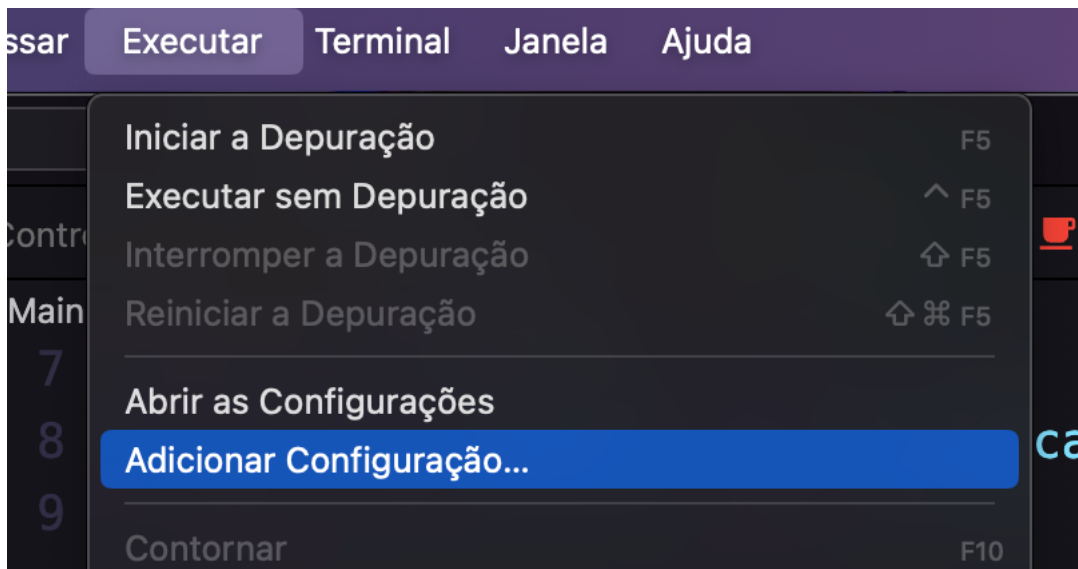 ssar Executar Terminal Janela Ajuda
Iniciar a Depuração F5
Executar sem Depuração ^ F5
Contro
Interromper a Depuração ⇧ F5
Main
Reiniciar a Depuração ⇧ ⌘ F5
7
Abrir as Configurações
8
Adicionar Configuração... ca
9
Contornar F10